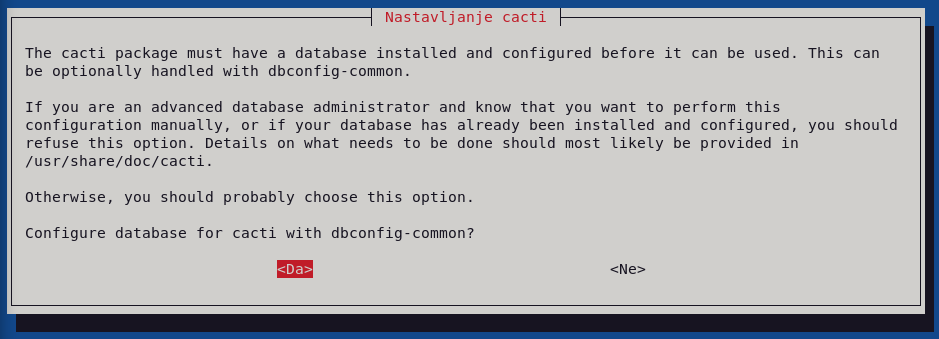 Nastavljanje cacti
The cacti package must have a database installed and configured before it can be used. This can
be optionally handled with dbconfig-common.
If you are an advanced database administrator and know that you want to perform this
configuration manually, or if your database has already been installed and configured, you should
refuse this option. Details on what needs to be done should most likely be provided in
/usr/share/doc/cacti.
Otherwise, you should probably choose this option.
Configure database for cacti with dbconfig-common?
<Da> <Ne>